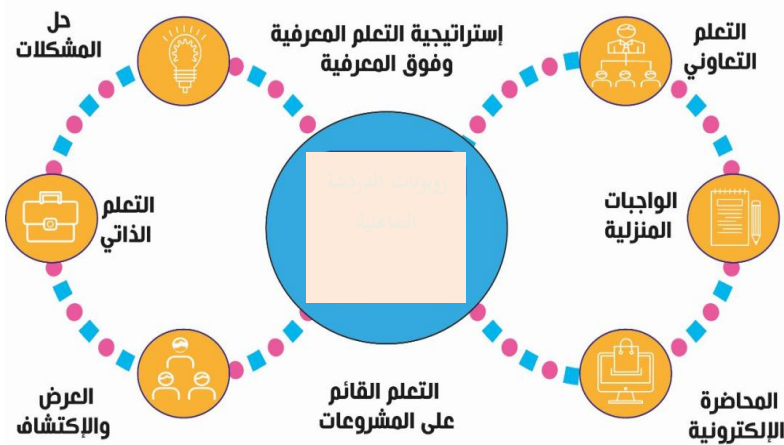 إستراتيجية التعلم المعرفية
وفوق المعرفية
التعلم
التعاوني
الواجبات
المنزلية
المحاضرة
الإلكترونية
التعلم القائم
على المشروعات
العرض
والإكتشاف
التعلم
الذاتي
حل
المشكلات